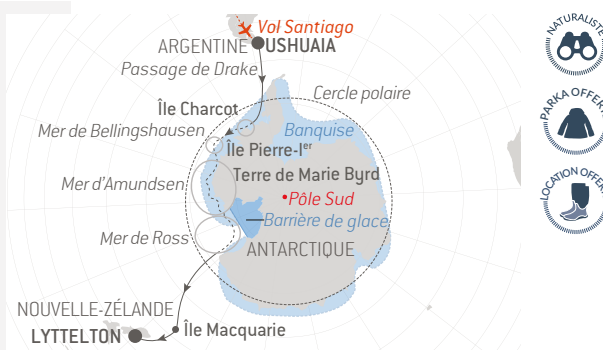 Vol Santiago
ARGENTINE USHUAIA
Passage de Drake
Cercle polaire
Île Charcot
Mer de Bellingshausen
Banquise
Île Pierre-Iᵉʳ
Terre de Marie Byrd
Mer d'Amundsen
Pôle Sud
Barrière de glace
Mer de Ross
ANTARCTIQUE
NOUVELLE-ZÉLANDE
Île Macquarie
LYTTELTON
NATURALISTE
PARKA OFFERT
LOCATION OFFER